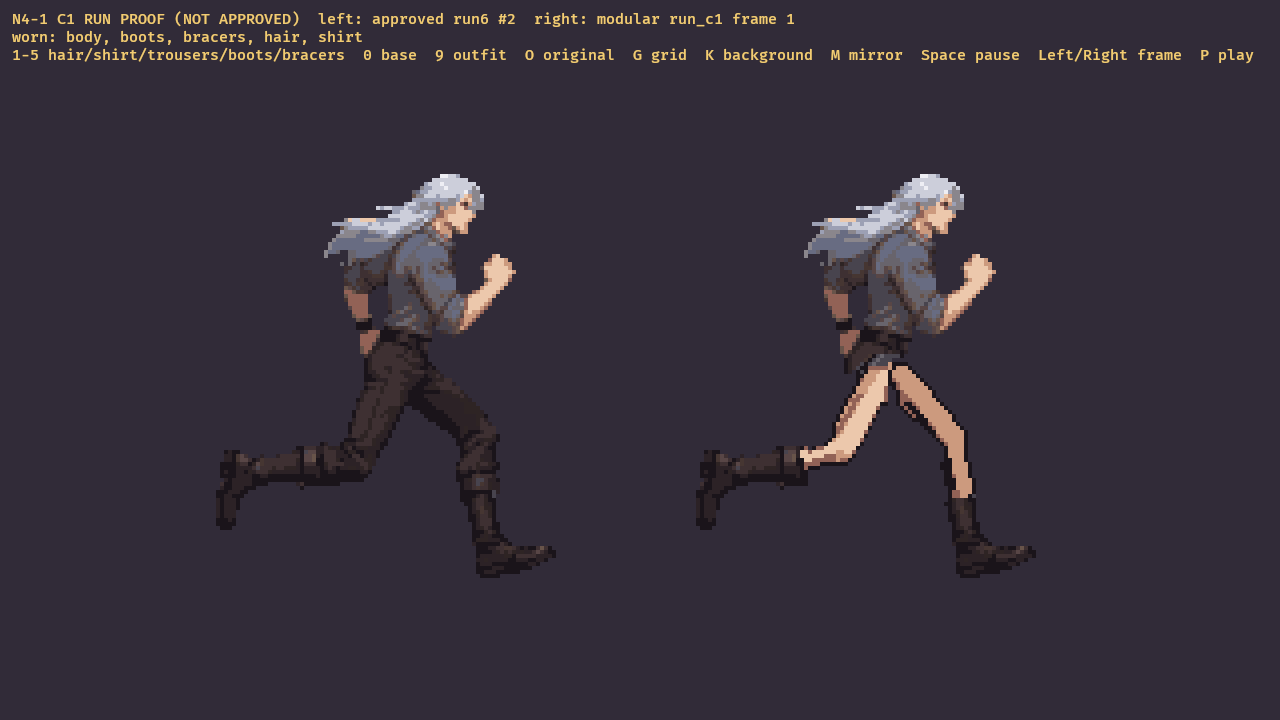 N4-1 C1 RUN PROOF (NOT APPROVED)  left: approved run6 #2  right: modular run_c1 frame 1
worn: body, boots, bracers, hair, shirt
1-5 hair/shirt/trousers/boots/bracers  0 base  9 outfit  O original  G grid  K background  M mirror  Space pause  Left/Right frame  P play